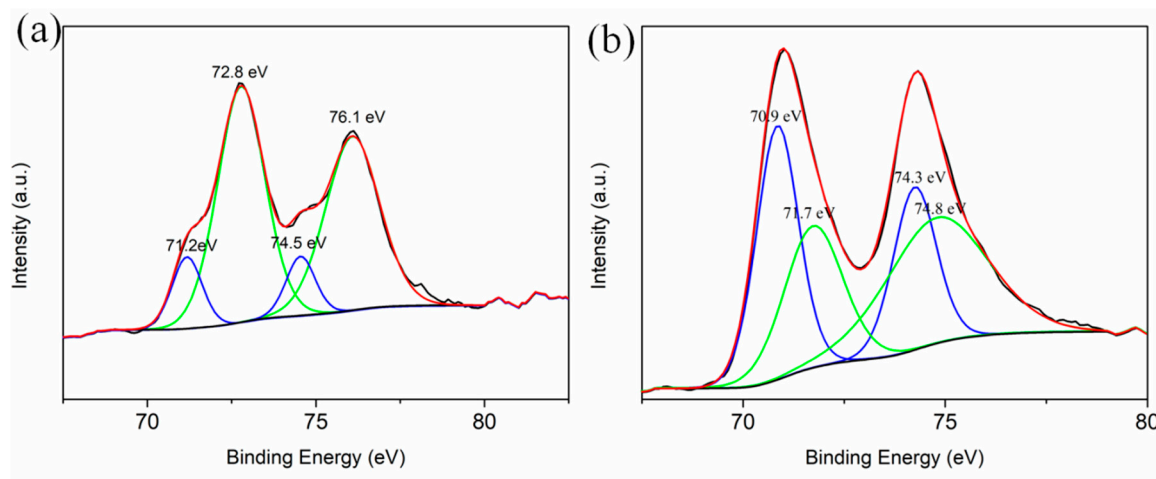 (a)
72.8 eV
76.1 eV
71.2eV
74.5 eV
Intensity (a.u.)
70
75
80
Binding Energy (eV)
(b)
70.9 eV
71.7 eV
74.3 eV
74.8 eV
Intensity (a.u.)
70
75
80
Binding Energy (eV)